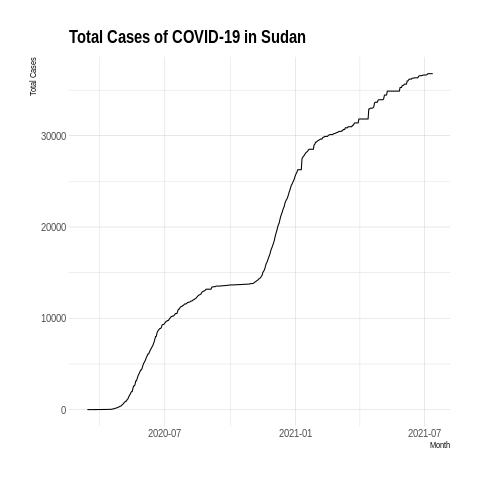 Total Cases of COVID-19 in Sudan
Total Cases
30000
20000
10000
0
2020-07
2021-01
2021-07
Month